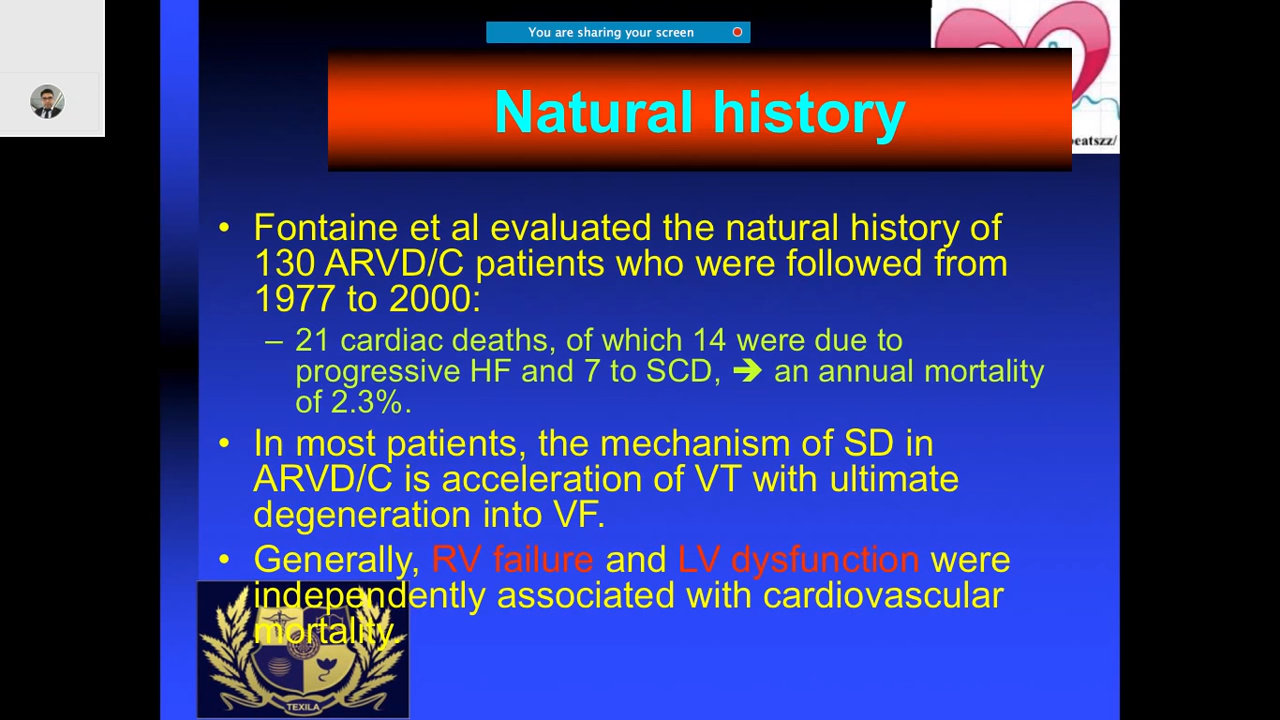 You are sharing your screen
Natural history
eatszz/
• Fontaine et al evaluated the natural history of
130 ARVD/C patients who were followed from
1977 to 2000:
– 21 cardiac deaths, of which 14 were due to
progressive HF and 7 to SCD, ➔ an annual mortality
of 2.3%.
• In most patients, the mechanism of SD in
ARVD/C is acceleration of VT with ultimate
degeneration into VF.
• Generally, RV failure and LV dysfunction were
independently associated with cardiovascular
mortality.
TEXILA